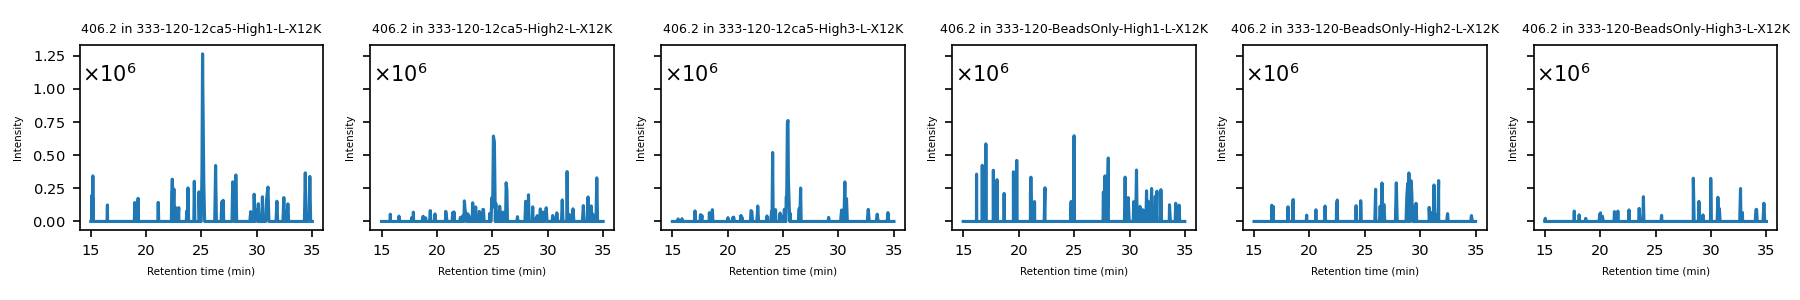 406.2 in 333-120-12ca5-High1-L-X12K
406.2 in 333-120-12ca5-High2-L-X12K
406.2 in 333-120-12ca5-High3-L-X12K
406.2 in 333-120-BeadsOnly-High1-L-X12K
406.2 in 333-120-BeadsOnly-High2-L-X12K
406.2 in 333-120-BeadsOnly-High3-L-X12K
×10⁶
×10⁶
×10⁶
×10⁶
×10⁶
×10⁶
1.25
1.00
0.75
0.50
0.25
0.00
Intensity
Intensity
Intensity
Intensity
Intensity
Intensity
15 20 25 30 35
15 20 25 30 35
15 20 25 30 35
15 20 25 30 35
15 20 25 30 35
15 20 25 30 35
Retention time (min)
Retention time (min)
Retention time (min)
Retention time (min)
Retention time (min)
Retention time (min)